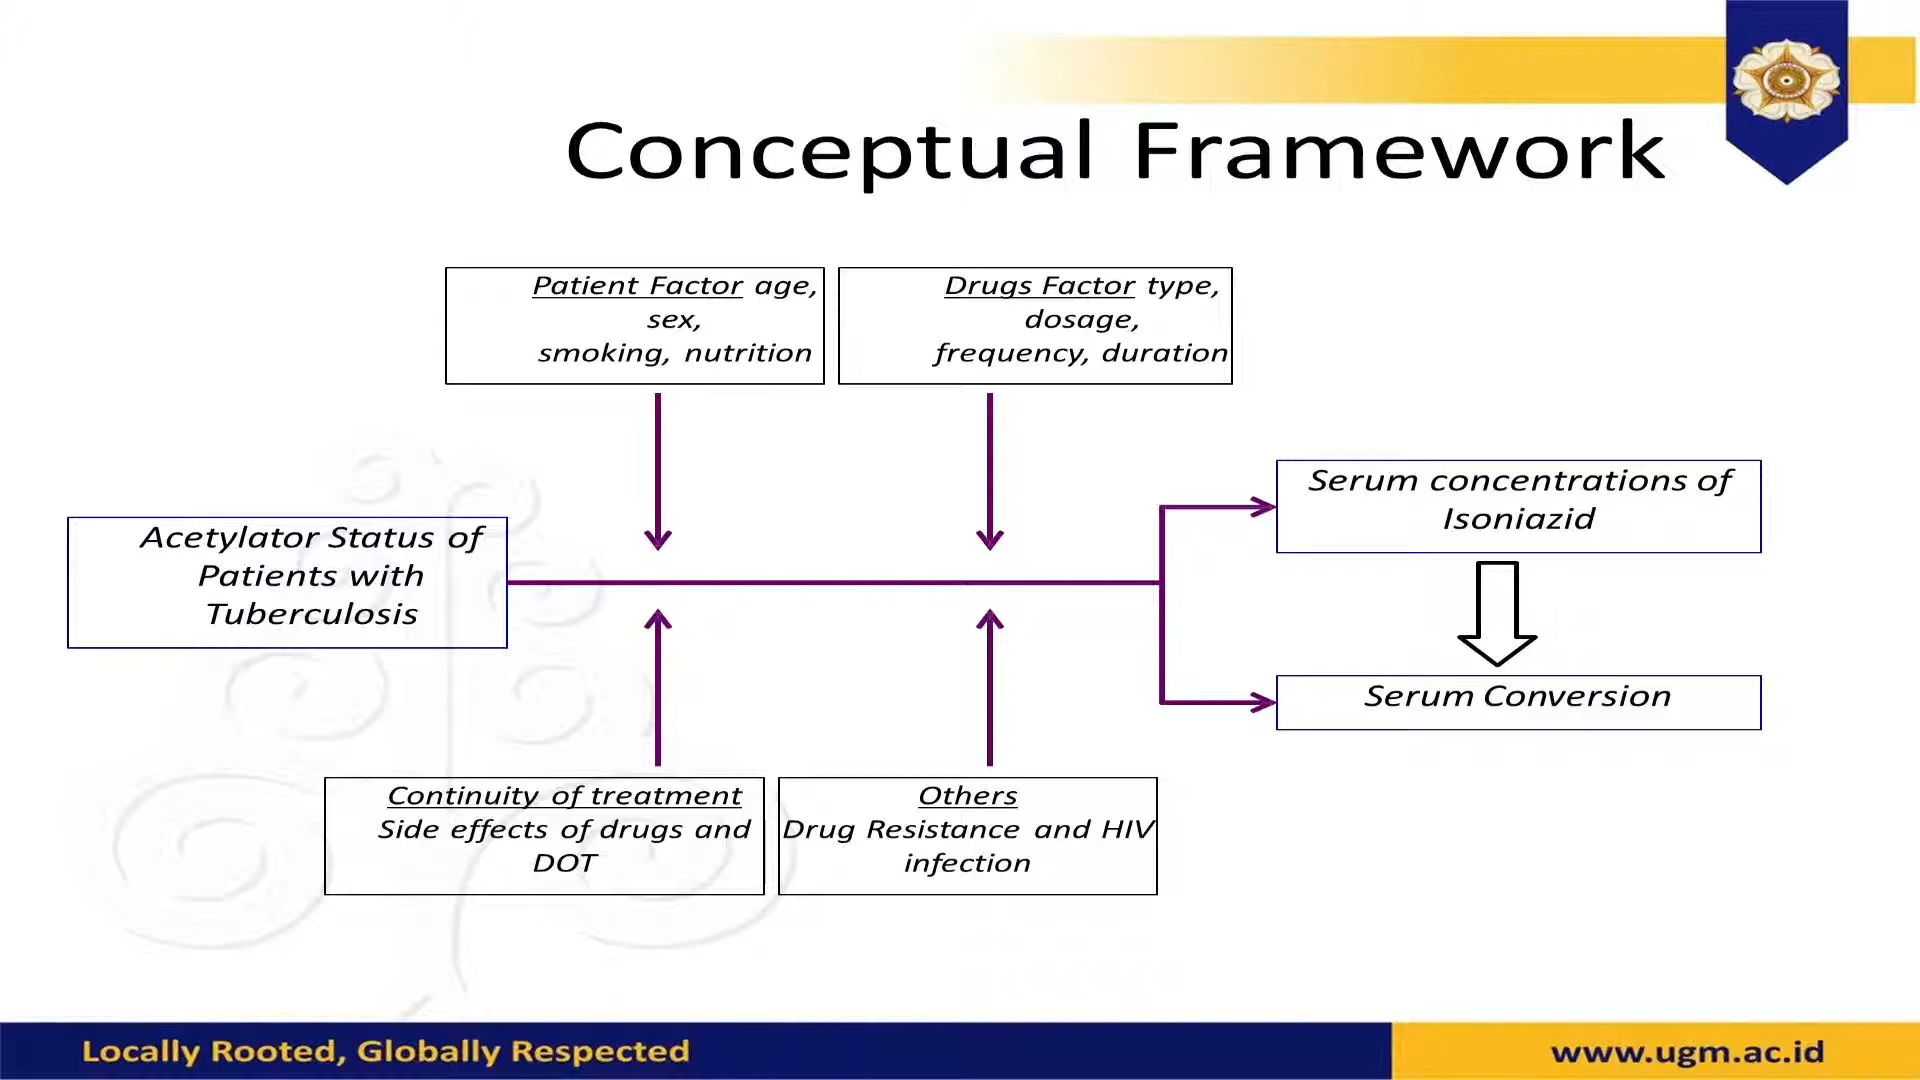 Conceptual Framework
Patient Factor age,
sex,
smoking, nutrition
Drugs Factor type,
dosage,
frequency, duration
Acetylator Status of
Patients with
Tuberculosis
Serum concentrations of
Isoniazid
Serum Conversion
Continuity of treatment
Side effects of drugs and
DOT
Others
Drug Resistance and HIV
infection
Locally Rooted, Globally Respected
www.ugm.ac.id